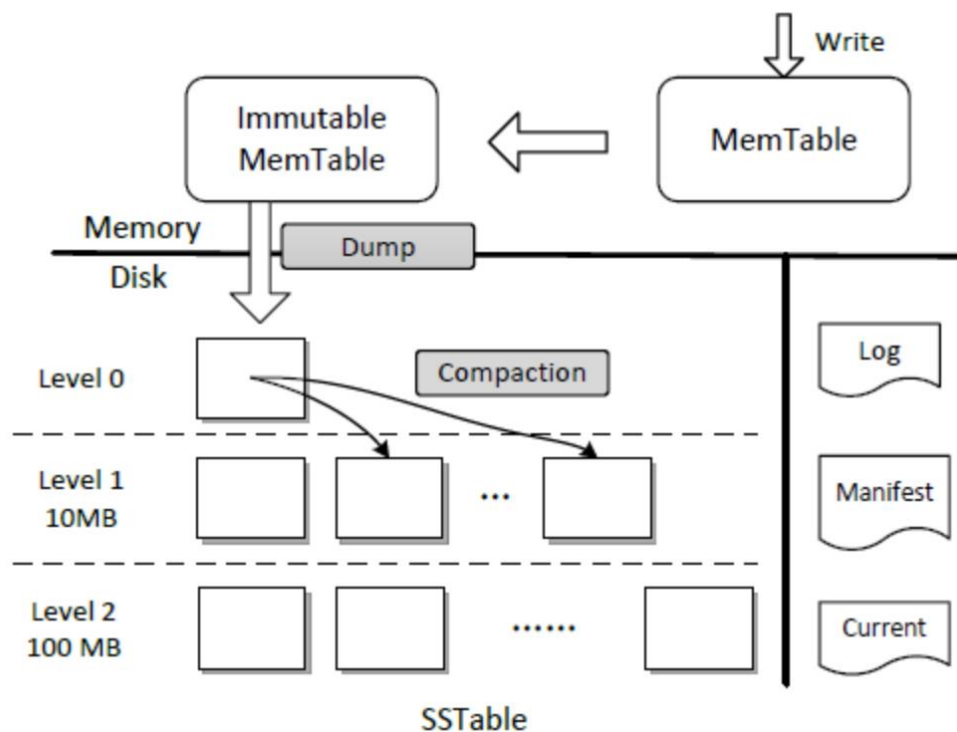 Write
Immutable
MemTable
MemTable
Memory
Dump
Disk
Level 0
Compaction
Log
Level 1
10MB
...
Manifest
Level 2
100 MB
......
Current
SSTable